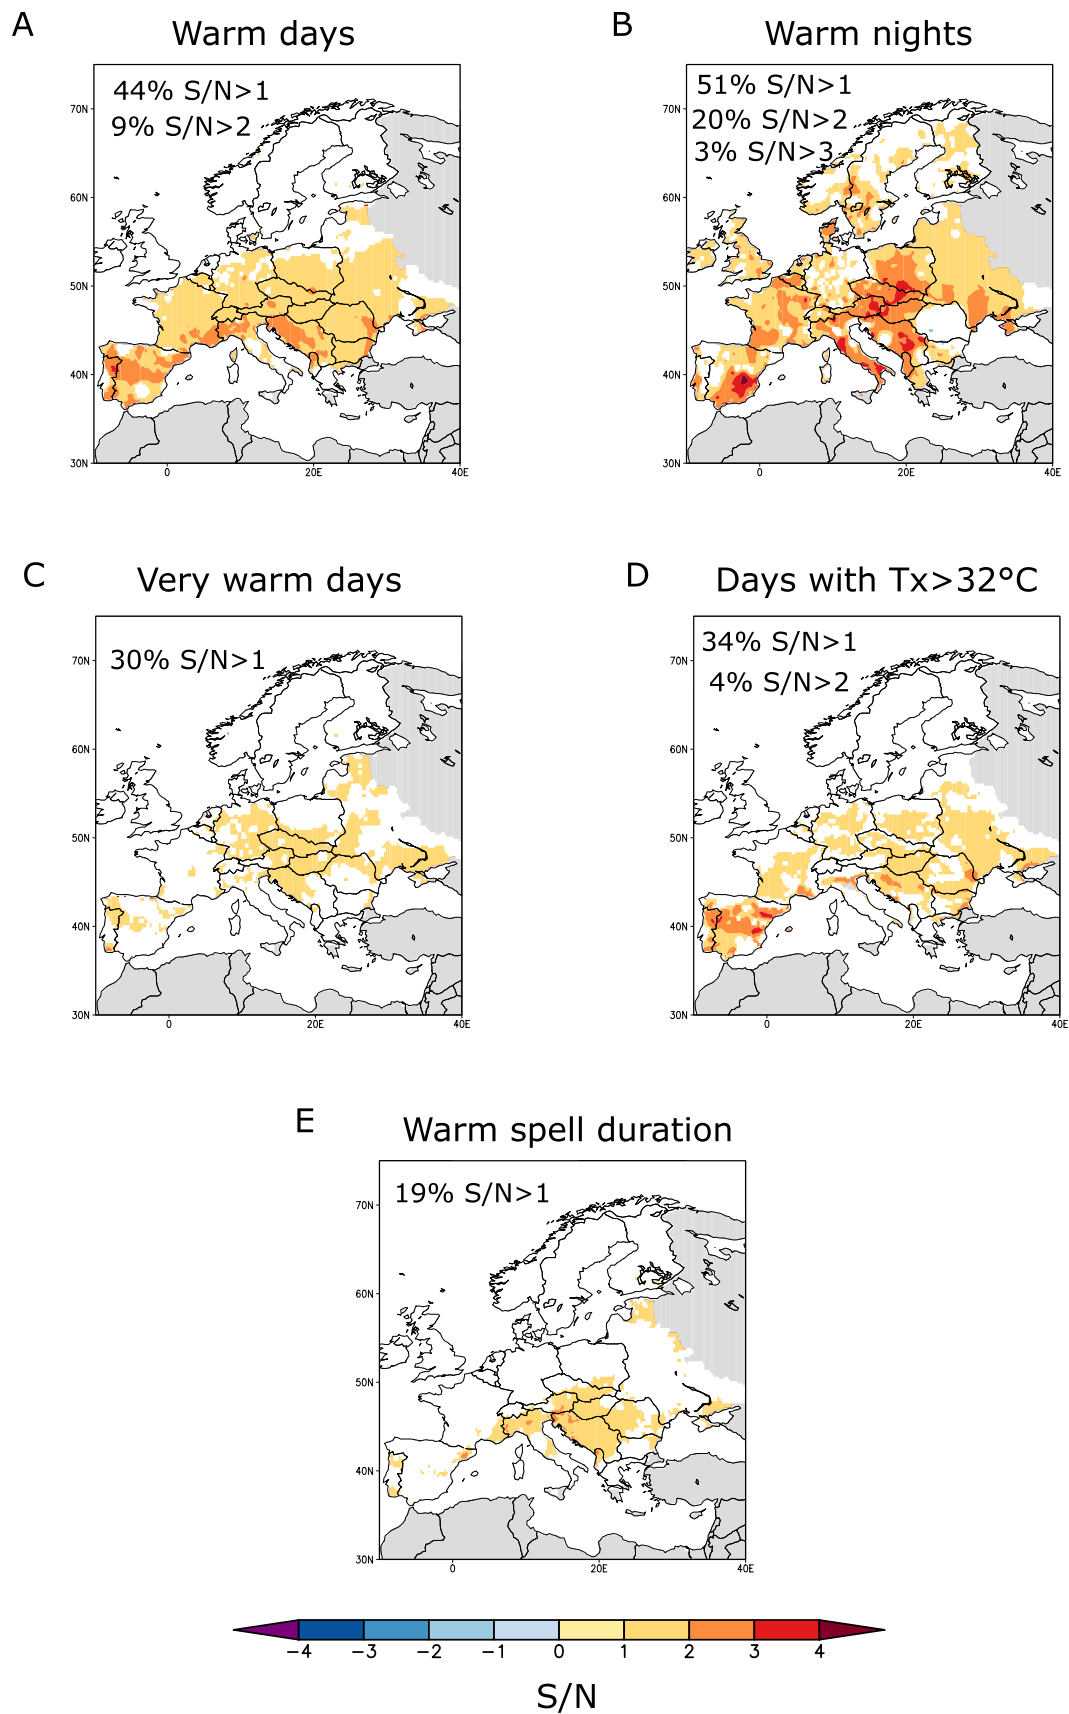 A
Warm days
44% S/N>1
9% S/N>2
70N
60N
50N
40N
30N
0
20E
40E
B
Warm nights
51% S/N>1
20% S/N>2
3% S/N>3
70N
60N
50N
40N
30N
0
20E
40E
C
Very warm days
30% S/N>1
70N
60N
50N
40N
30N
0
20E
40E
D
Days with Tx>32°C
34% S/N>1
4% S/N>2
70N
60N
50N
40N
30N
0
20E
40E
E
Warm spell duration
19% S/N>1
70N
60N
50N
40N
30N
0
20E
40E
−4 −3 −2 −1 0 1 2 3 4
S/N